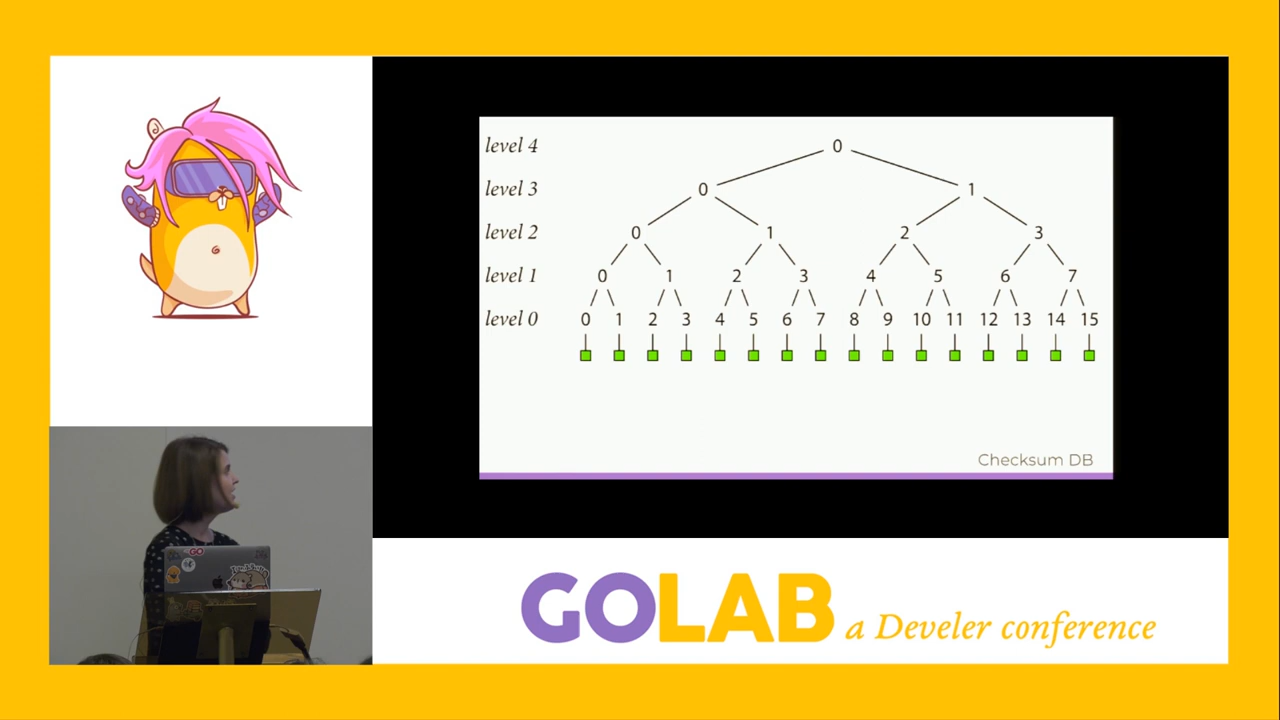 level 4 0
level 3 0 1
level 2 0 1 2 3
level 1 0 1 2 3 4 5 6 7
level 0 0 1 2 3 4 5 6 7 8 9 10 11 12 13 14 15
Checksum DB
GO
GOLAB a Develer conference